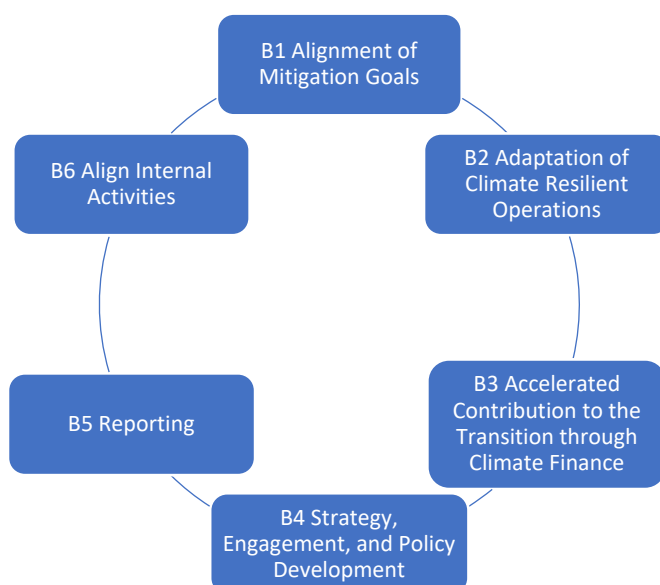 B1 Alignment of
Mitigation Goals
B2 Adaptation of
Climate Resilient
Operations
B3 Accelerated
Contribution to the
Transition through
Climate Finance
B4 Strategy,
Engagement, and Policy
Development
B5 Reporting
B6 Align Internal
Activities